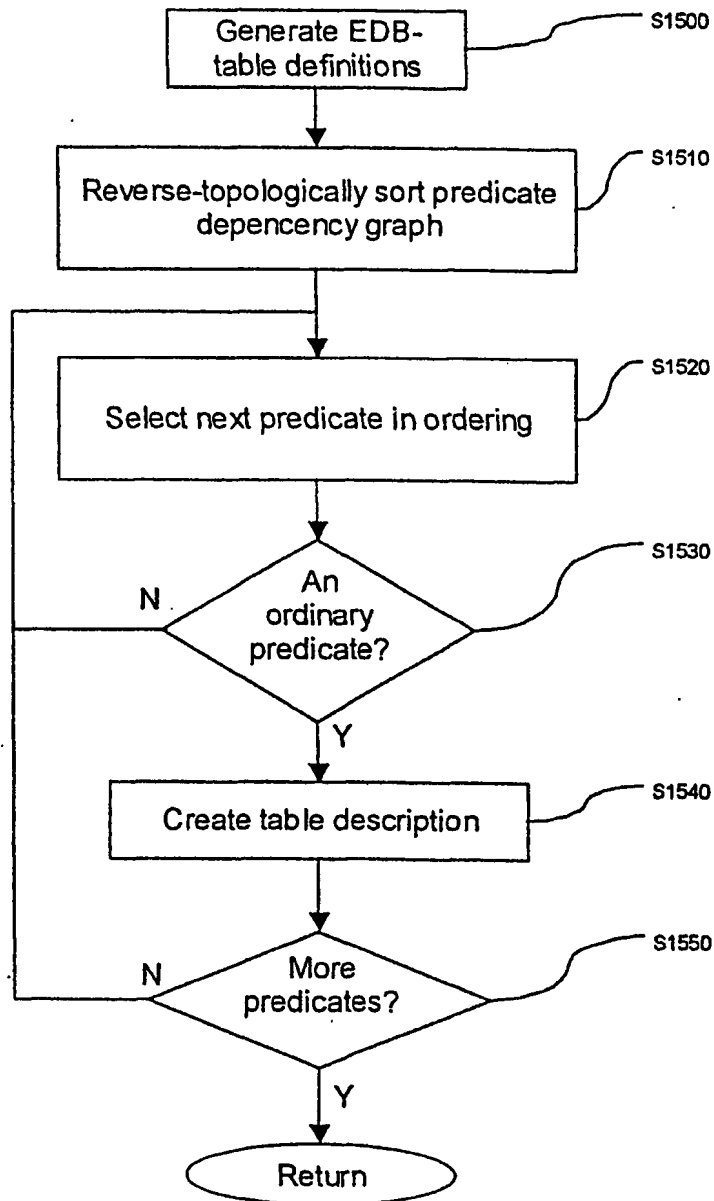 Generate EDB-
table definitions
S1500
Reverse-topologically sort predicate
depencency graph
S1510
Select next predicate in ordering
S1520
An
ordinary
predicate?
S1530
N
Y
Create table description
S1540
More
predicates?
S1550
N
Y
Return